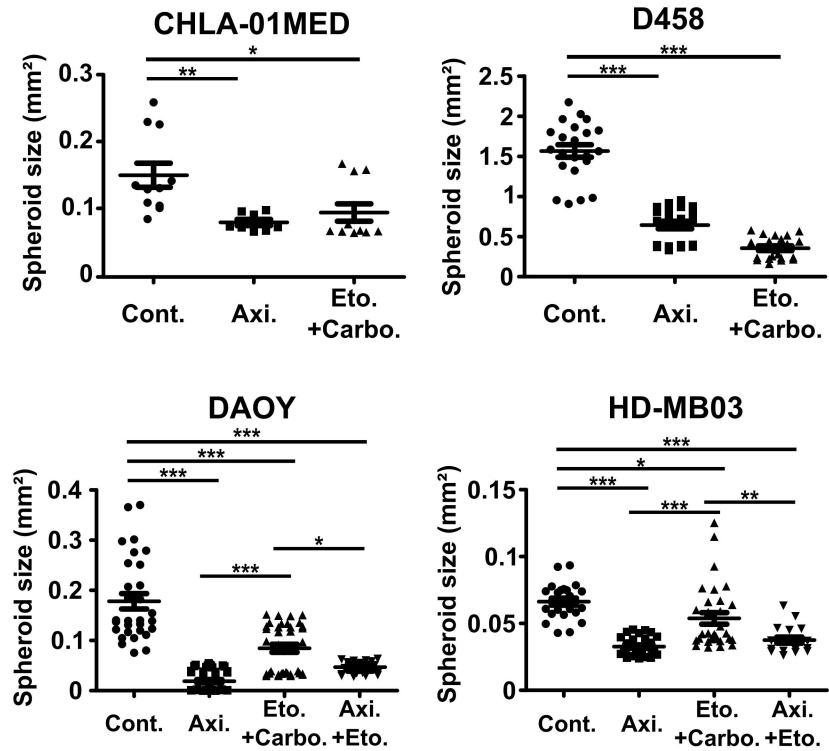 CHLA-01MED
*
**
Spheroid size (mm²)
0.3
0.2
0.1
0
Cont.
Axi.
Eto.
+Carbo.
D458
***
***
Spheroid size (mm²)
2.5
2
1.5
1
0.5
0
Cont.
Axi.
Eto.
+Carbo.
DAOY
***
***
***
*
***
Spheroid size (mm²)
0.4
0.3
0.2
0.1
0
Cont.
Axi.
Eto.
+Carbo.
Axi.
+Eto.
HD-MB03
***
*
***
**
***
Spheroid size (mm²)
0.15
0.1
0.05
0
Cont.
Axi.
Eto.
+Carbo.
Axi.
+Eto.